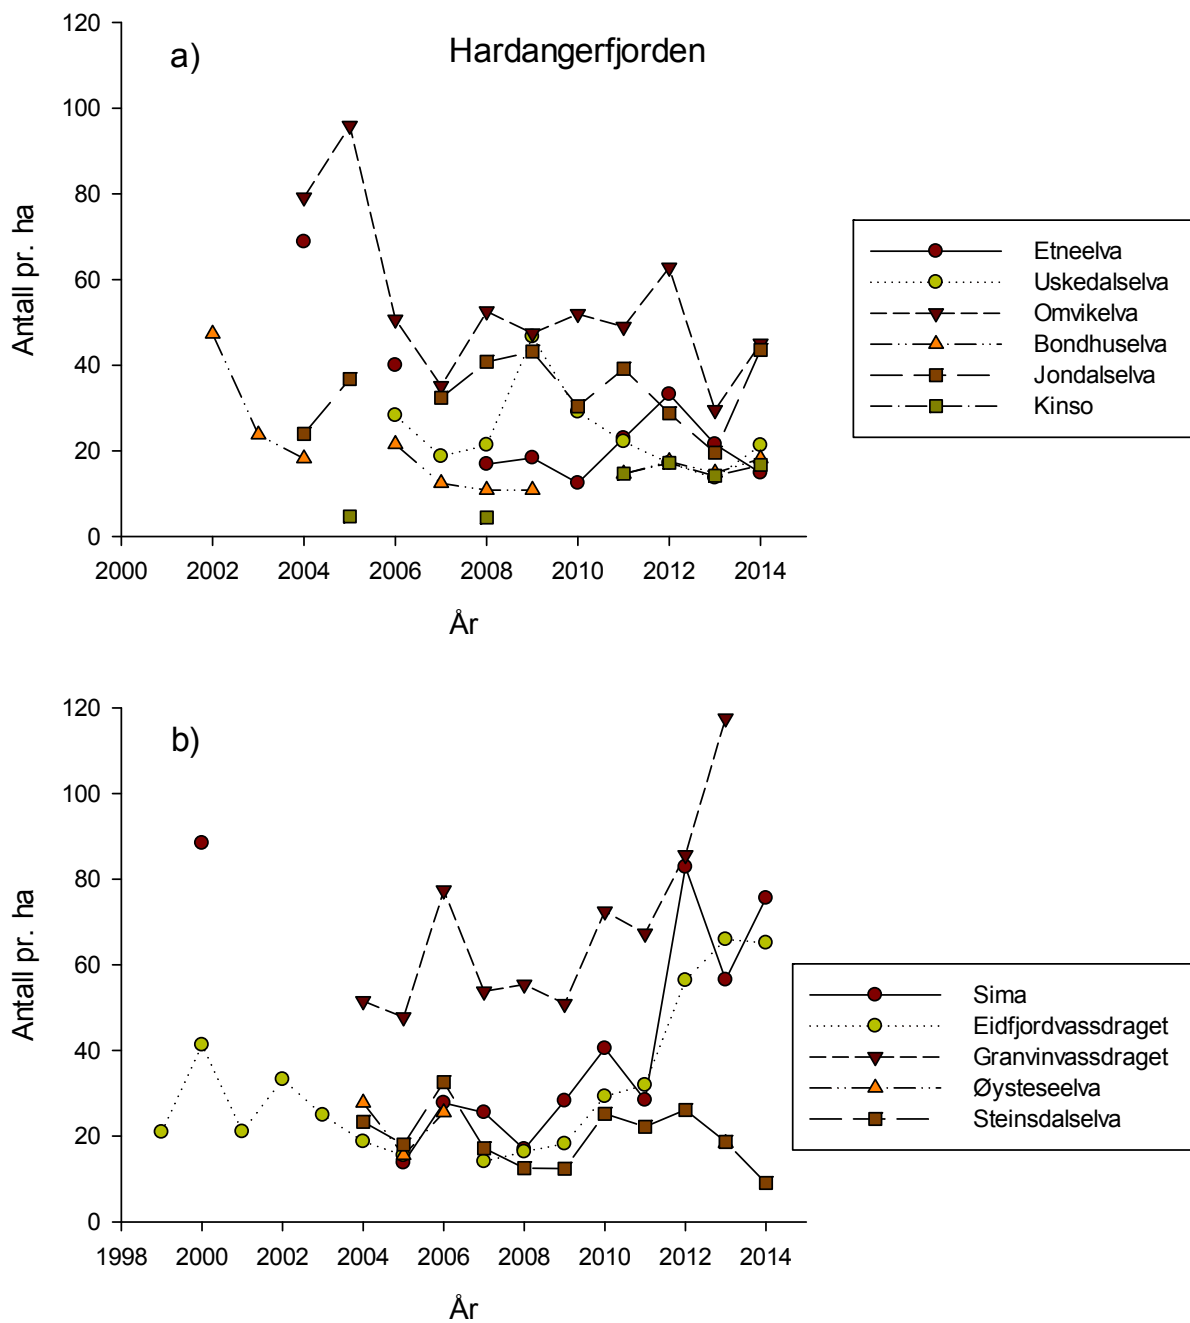 Hardangerfjorden
a)
Antall pr. ha
120
100
80
60
40
20
0
2000 2002 2004 2006 2008 2010 2012 2014
År
Etneelva
Uskedalselva
Omvikelva
Bondhuselva
Jondalselva
Kinso
b)
Antall pr. ha
120
100
80
60
40
20
0
1998 2000 2002 2004 2006 2008 2010 2012 2014
År
Sima
Eidfjordvassdraget
Granvinvassdraget
Øysteseelva
Steinsdalselva